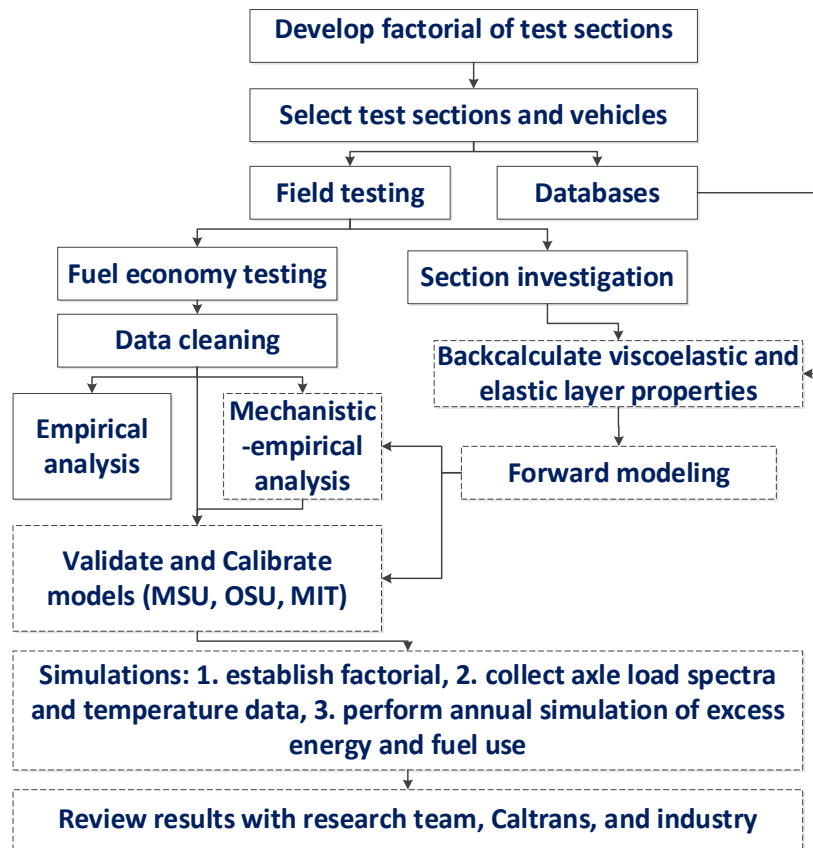 Develop factorial of test sections
Select test sections and vehicles
Field testing
Databases
Fuel economy testing
Section investigation
Data cleaning
Backcalculate viscoelastic and
elastic layer properties
Empirical
analysis
Mechanistic
-empirical
analysis
Forward modeling
Validate and Calibrate
models (MSU, OSU, MIT)
Simulations: 1. establish factorial, 2. collect axle load spectra
and temperature data, 3. perform annual simulation of excess
energy and fuel use
Review results with research team, Caltrans, and industry